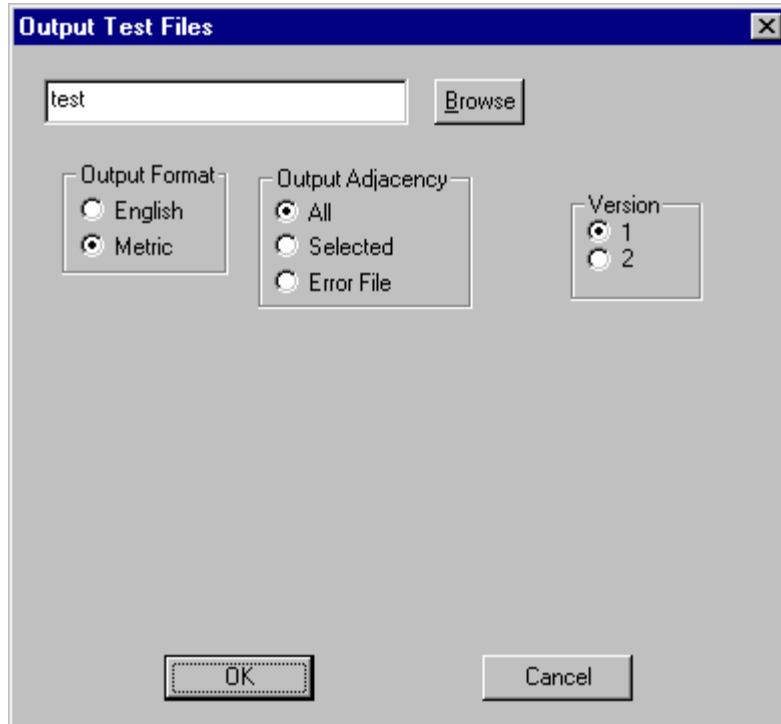 Output Test Files
test
Browse
Output Format
English
Metric
Output Adjacency
All
Selected
Error File
Version
1
2
OK
Cancel